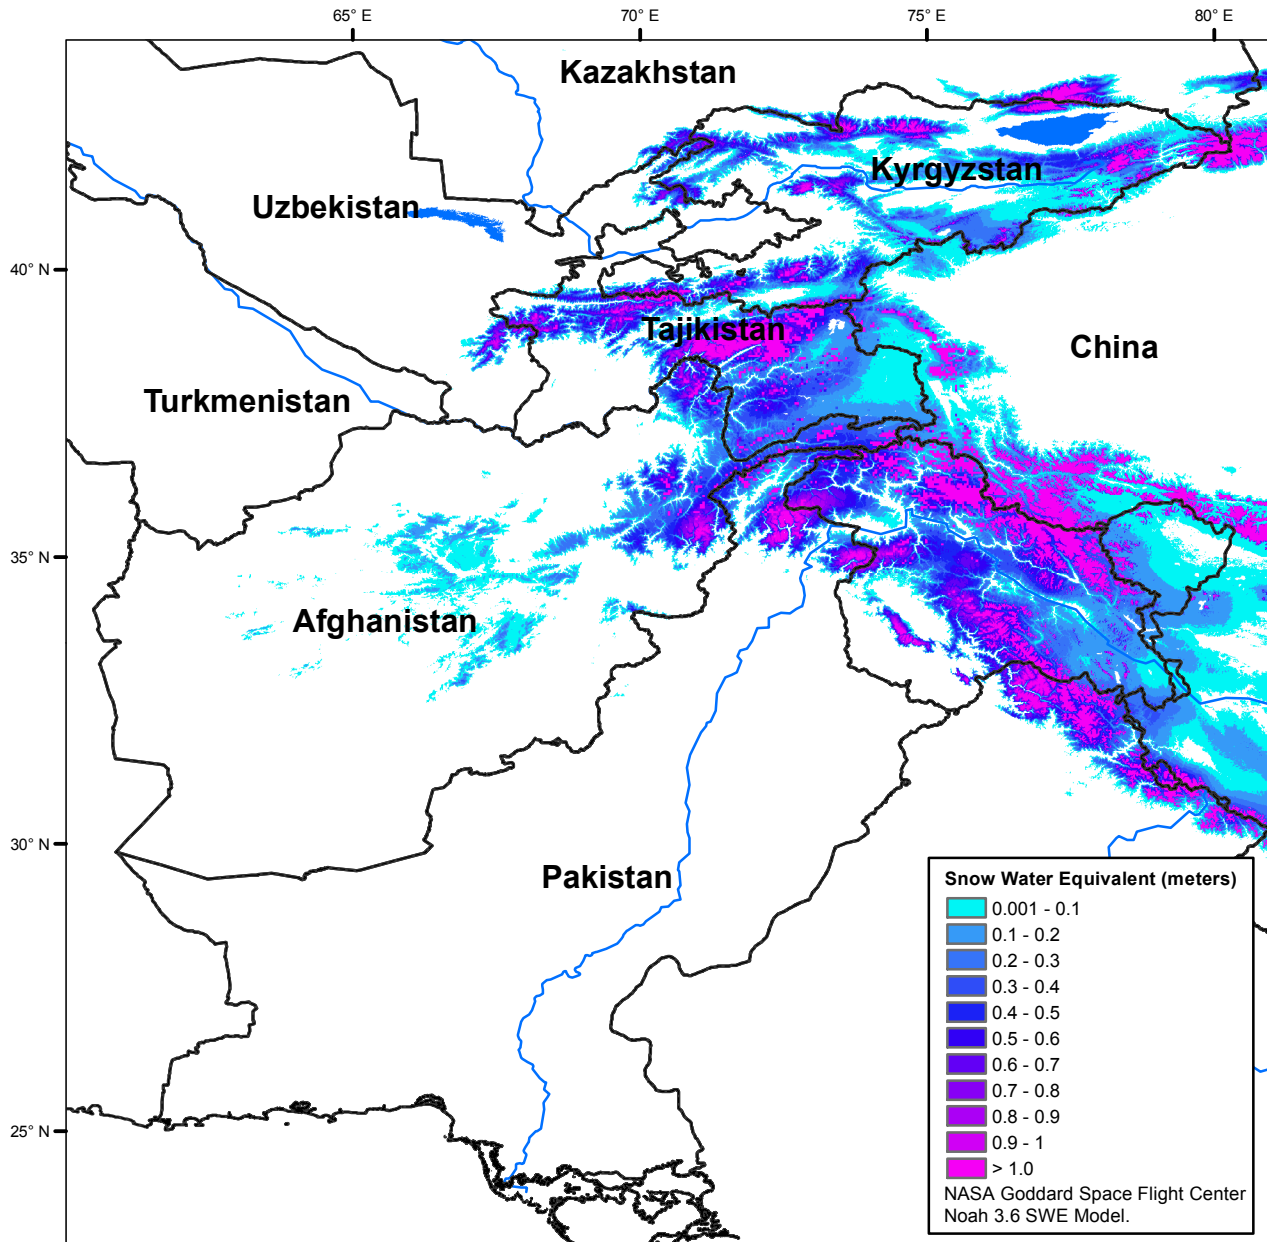 65° E
70° E
75° E
80° E
Kazakhstan
Kyrgyzstan
Uzbekistan
40° N
Tajikistan
China
Turkmenistan
35° N
Afghanistan
30° N
Pakistan
25° N
Snow Water Equivalent (meters)
0.001 - 0.1
0.1 - 0.2
0.2 - 0.3
0.3 - 0.4
0.4 - 0.5
0.5 - 0.6
0.6 - 0.7
0.7 - 0.8
0.8 - 0.9
0.9 - 1
> 1.0
NASA Goddard Space Flight Center
Noah 3.6 SWE Model.